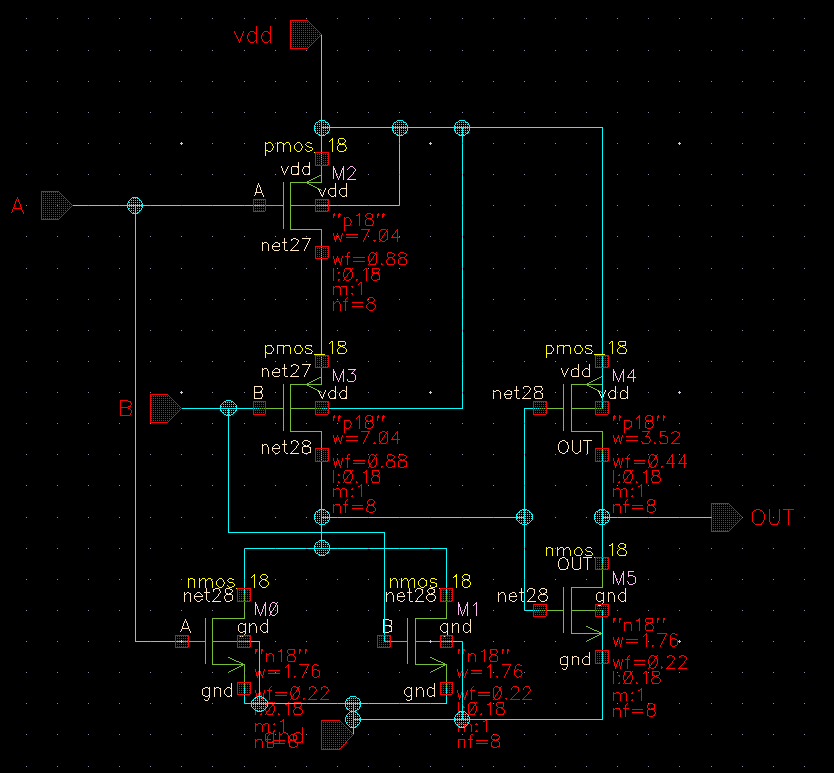 vdd
pmos_18
vdd
M2
A
vdd
A
"p18"
w=7.04
net27
wf=0.88
l:0.18
m:1
nf=8
pmos_18
net27
M3
B
vdd
B
"p18"
w=7.04
net28
wf=0.88
l:0.18
m:1
nf=8
pmos_18
vdd
M4
net28
vdd
"p18"
w=3.52
OUT
wf=0.44
l:0.18
m:1
nf=8
OUT
nmos_18
net28
M0
A
gnd
"n18"
w=1.76
gnd
wf=0.22
l:0.18
m:1
nf=8
gnd
nmos_18
net28
M1
B
gnd
"n18"
w=1.76
gnd
wf=0.22
l:0.18
m:1
nf=8
nmos_18
OUT
M5
net28
gnd
"n18"
w=1.76
gnd
wf=0.22
l:0.18
m:1
nf=8